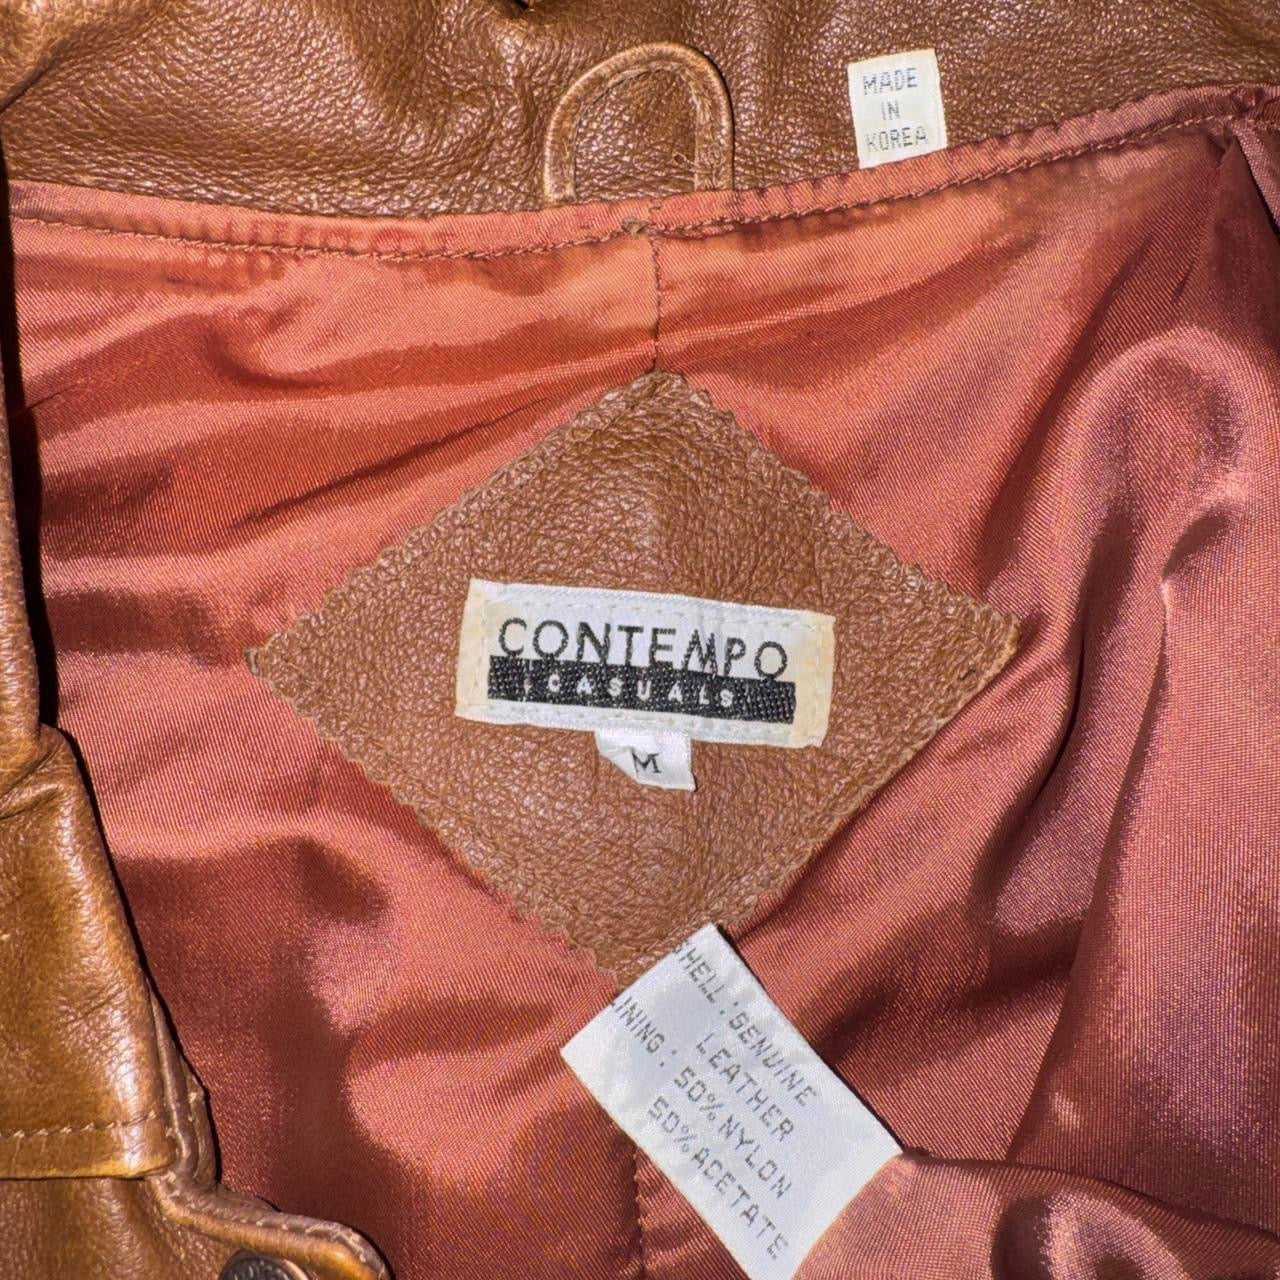 MADE
IN
KOREA
CONTEMPO
CASUALS
M
SHELL: GENUINE
LEATHER
LINING: 50% NYLON
50% ACETATE